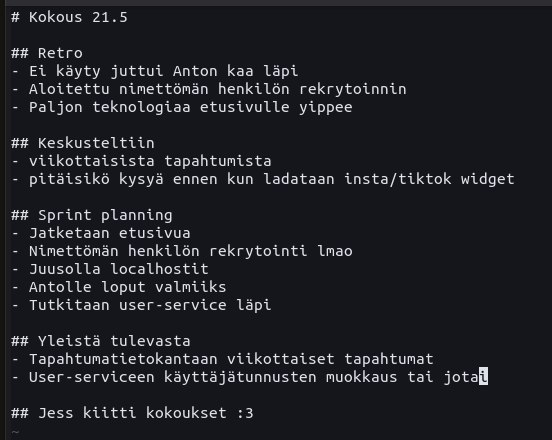 # Kokous 21.5
## Retro
- Ei käyty juttui Anton kaa läpi
- Aloitettu nimettömän henkilön rekrytoinnin
- Paljon teknologiaa etusivulle yippee
## Keskusteltiin
- viikottaisista tapahtumista
- pitäisikö kysyä ennen kun ladataan insta/tiktok widget
## Sprint planning
- Jatketaan etusivua
- Nimettömän henkilön rekrytointi lmao
- Juusolla localhostit
- Antolle loput valmiiks
- Tutkitaan user-service läpi
## Yleistä tulevasta
- Tapahtumatietokantaan viikottaiset tapahtumat
- User-serviceen käyttäjätunnusten muokkaus tai jotai
## Jess kiitti kokoukset :3
~